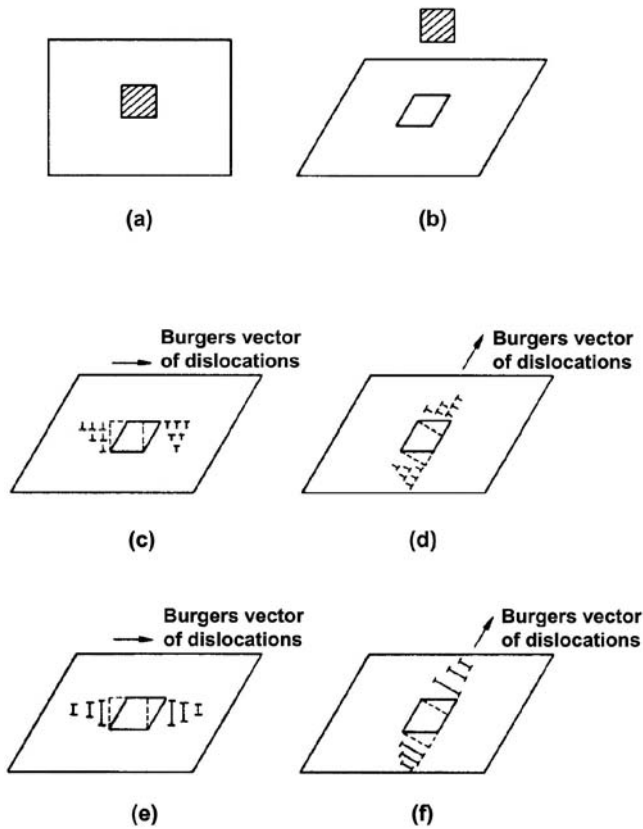 (a)
(b)
Burgers vector
of dislocations
Burgers vector
of dislocations
(c)
(d)
Burgers vector
of dislocations
Burgers vector
of dislocations
(e)
(f)